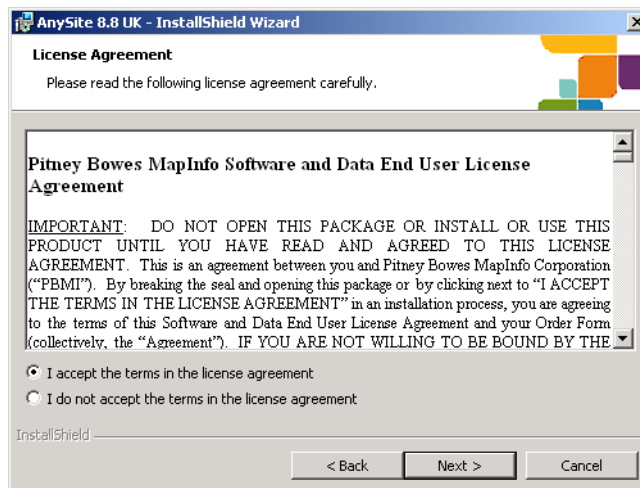 AnySite 8.8 UK - InstallShield Wizard
License Agreement
Please read the following license agreement carefully.
Pitney Bowes MapInfo Software and Data End User License
Agreement
IMPORTANT: DO NOT OPEN THIS PACKAGE OR INSTALL OR USE THIS
PRODUCT UNTIL YOU HAVE READ AND AGREED TO THIS LICENSE
AGREEMENT. This is an agreement between you and Pitney Bowes MapInfo Corporation
(“PBMI”). By breaking the seal and opening this package or by clicking next to “I ACCEPT
THE TERMS IN THE LICENSE AGREEMENT” in an installation process, you are agreeing
to the terms of this Software and Data End User License Agreement and your Order Form
(collectively, the “Agreement”). IF YOU ARE NOT WILLING TO BE BOUND BY THE
I accept the terms in the license agreement
I do not accept the terms in the license agreement
InstallShield
< Back Next > Cancel